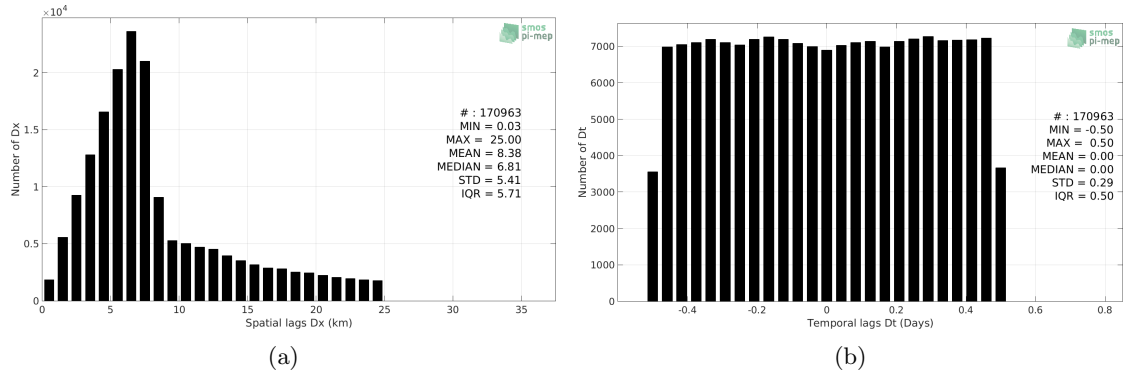 ×10⁴
2
1.5
1
0.5
0
Number of Dx
0 5 10 15 20 25 30 35
Spatial lags Dx (km)
smos
pi-mep
# : 170963
MIN = 0.03
MAX = 25.00
MEAN = 8.38
MEDIAN = 6.81
STD = 5.41
IQR = 5.71
(a)
7000
6000
5000
4000
3000
2000
1000
0
Number of Dt
-0.4 -0.2 0 0.2 0.4 0.6 0.8
Temporal lags Dt (Days)
smos
pi-mep
# : 170963
MIN = -0.50
MAX = 0.50
MEAN = 0.00
MEDIAN = 0.00
STD = 0.29
IQR = 0.50
(b)